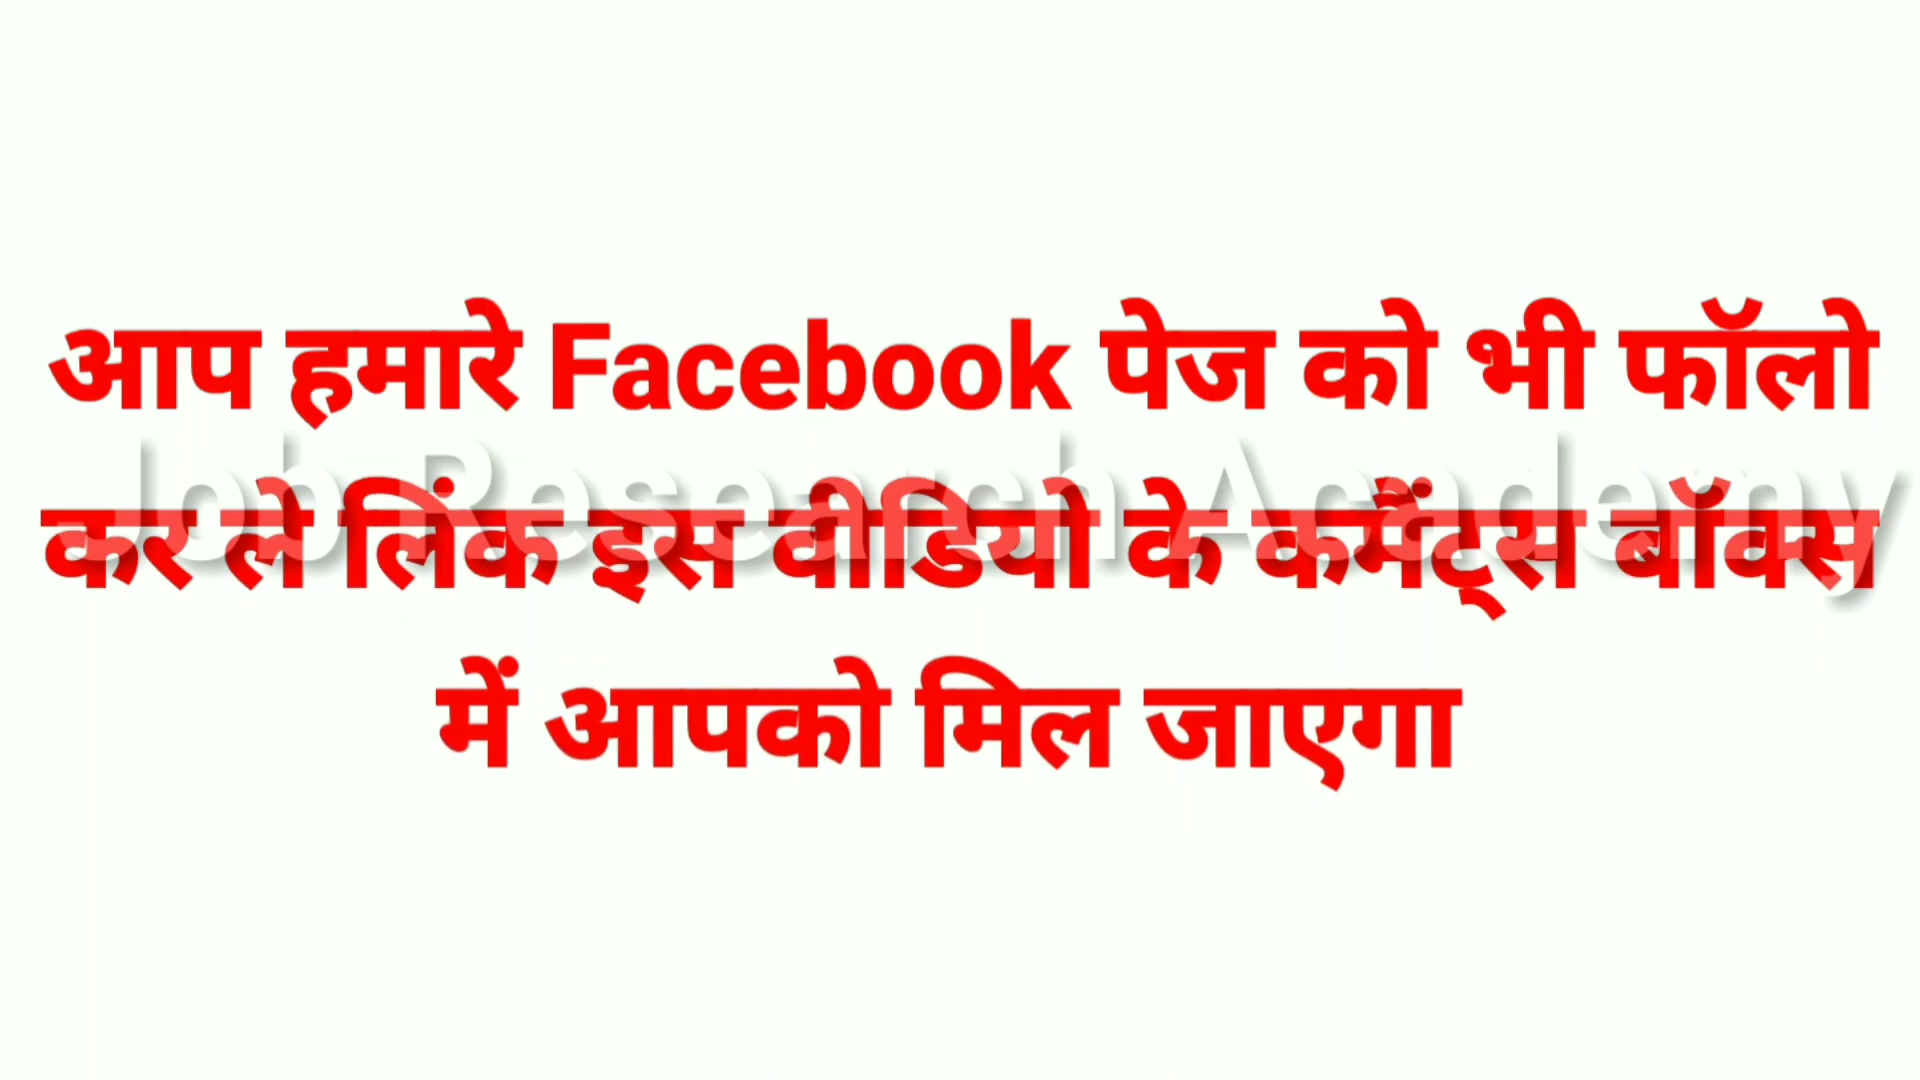 आप हमारे Facebook पेज को भी फॉलो
Job Research Academy
कर ले लिंक इस वीडियो के कमैंट्स बॉक्स
में आपको मिल जाएगा